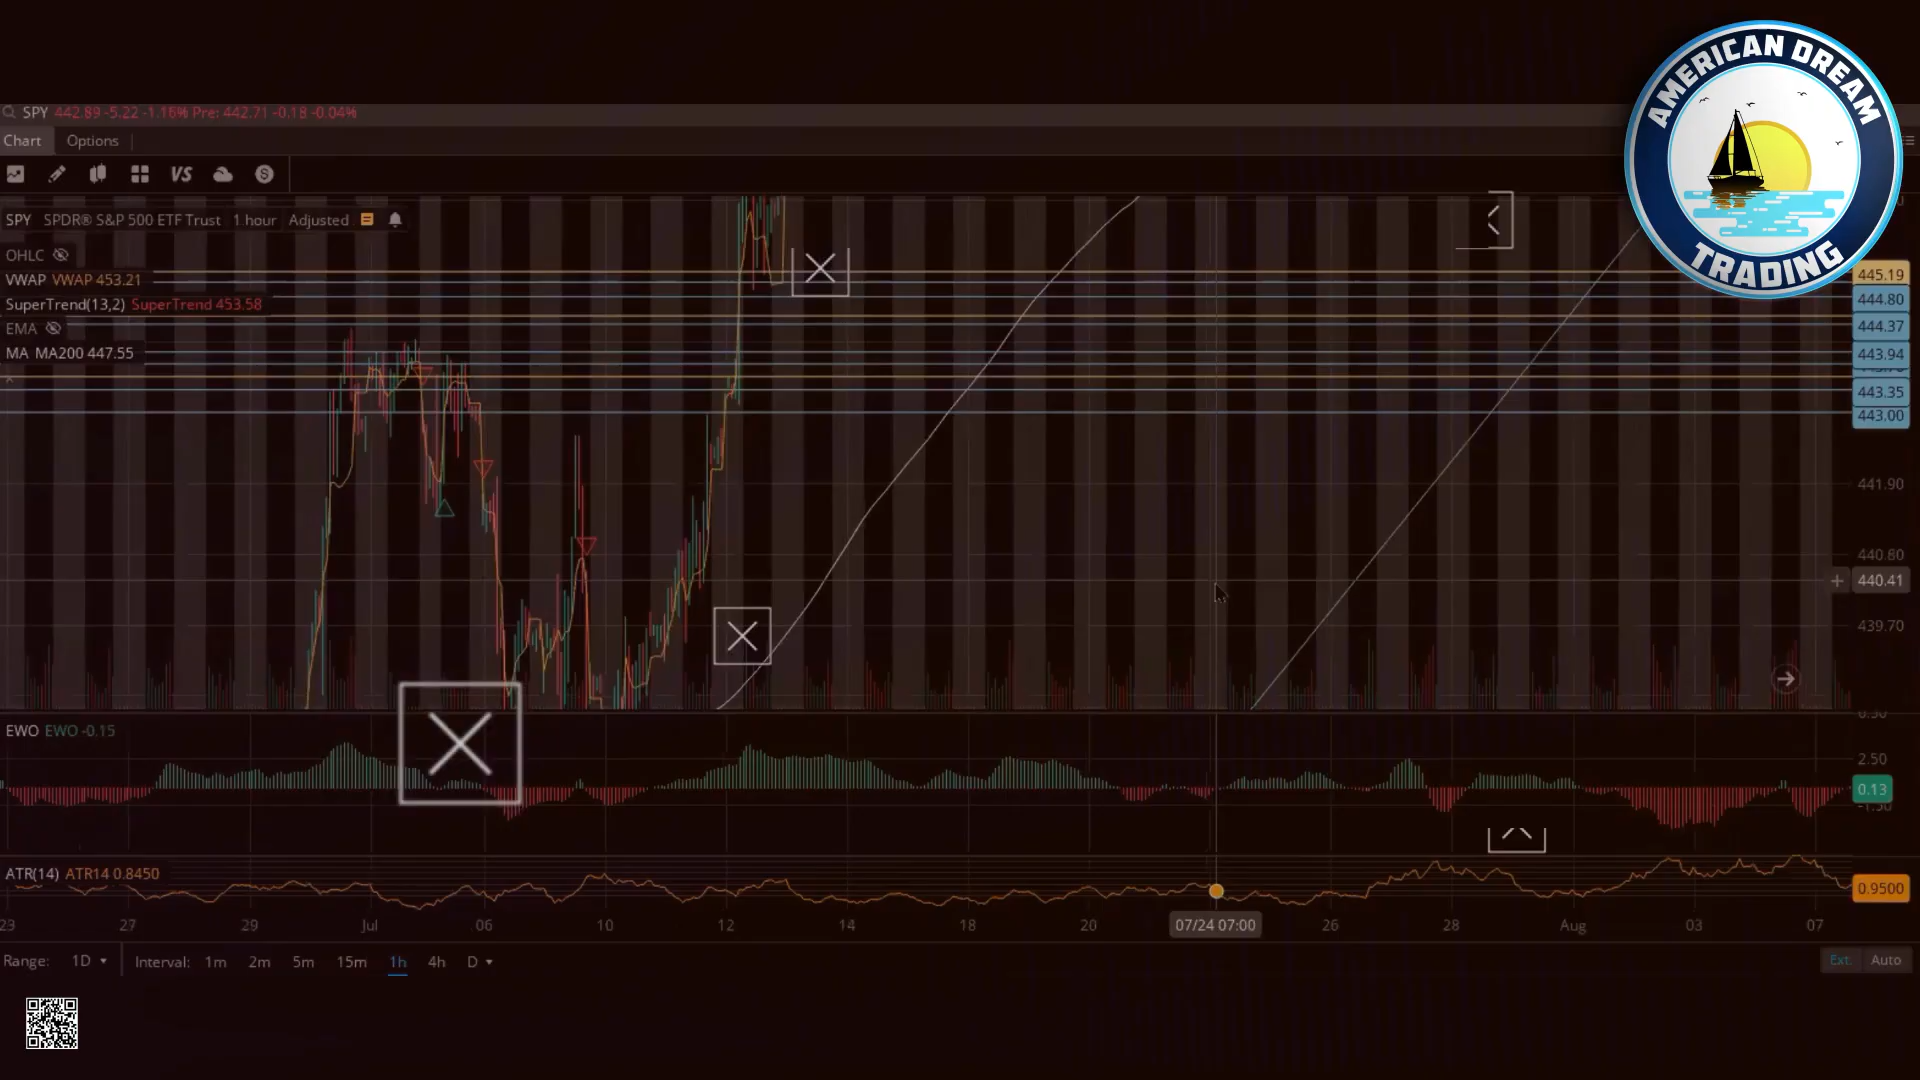 AMERICAN DREAM
TRADING
SPY 442.89 -5.22 -1.16% Pre: 442.71 -0.18 -0.04%
Chart Options
VS S
SPY SPDR® S&P 500 ETF Trust 1 hour Adjusted
OHLC
VWAP VWAP 453.21
SuperTrend(13,2) SuperTrend 453.58
EMA
MA MA200 447.55
445.19
444.80
444.37
443.94
443.35
443.00
441.90
440.80
440.41
439.70
EWO EWO -0.15
2.50
0.13
ATR(14) ATR14 0.8450
0.9500
23 27 29 Jul 06 10 12 14 18 20 07/24 07:00 26 28 Aug 03 07
Range: 1D Interval: 1m 2m 5m 15m 1h 4h D
Ext. Auto